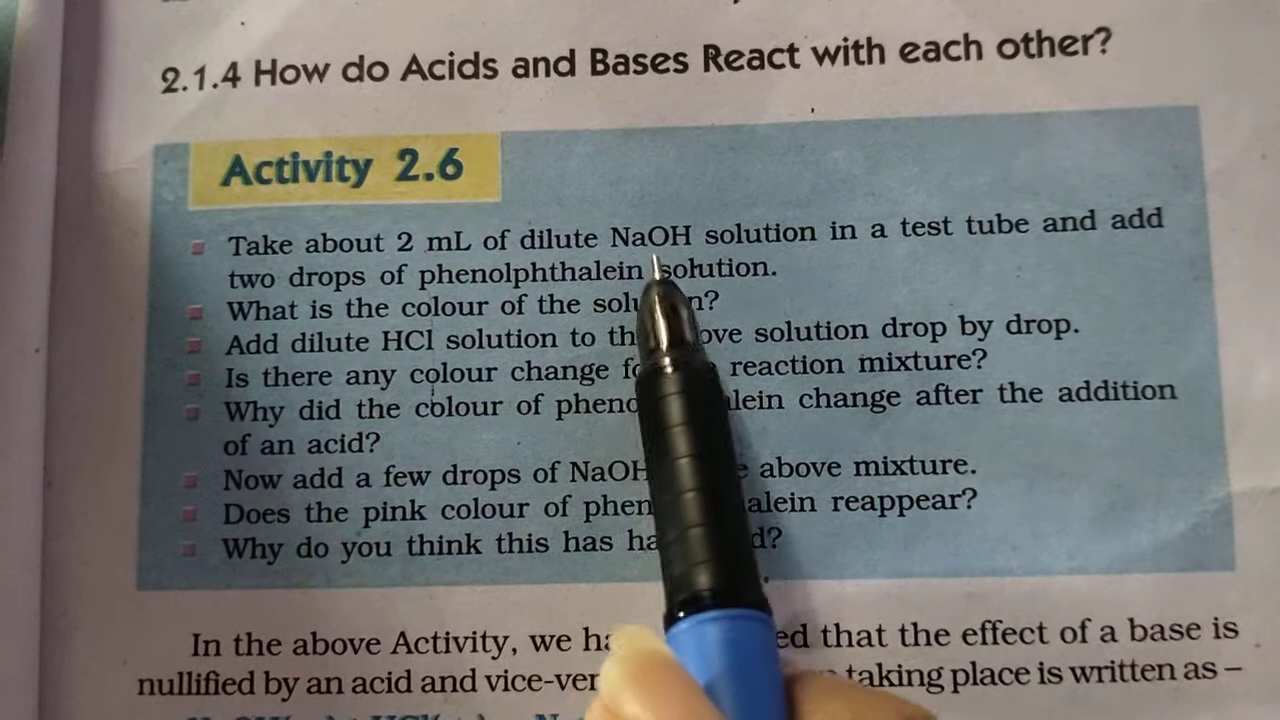 2.1.4 How do Acids and Bases React with each other?
Activity 2.6
Take about 2 mL of dilute NaOH solution in a test tube and add
two drops of phenolphthalein solution.
What is the colour of the n?
Add dilute HCl solution to solution drop by drop.
Is there any colour change reaction mixture?
Why did the colour of change after the addition
of an acid?
Now add a few drops of NaOH above mixture.
Does the pink colour of reappear?
Why do you think this has
In the above Activity, we that the effect of a base is
nullified by an acid and taking place is written as –